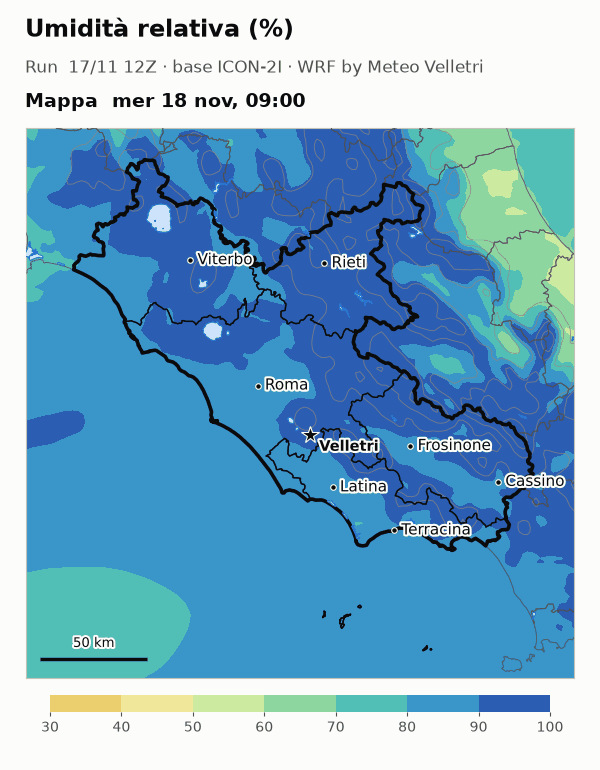 Umidità relativa (%)
Run  17/11 12Z · base ICON-2I · WRF by Meteo Velletri
Mappa  mer 18 nov, 09:00
Viterbo
Rieti
Roma
Velletri
Frosinone
Latina
Cassino
Terracina
50 km
30 40 50 60 70 80 90 100